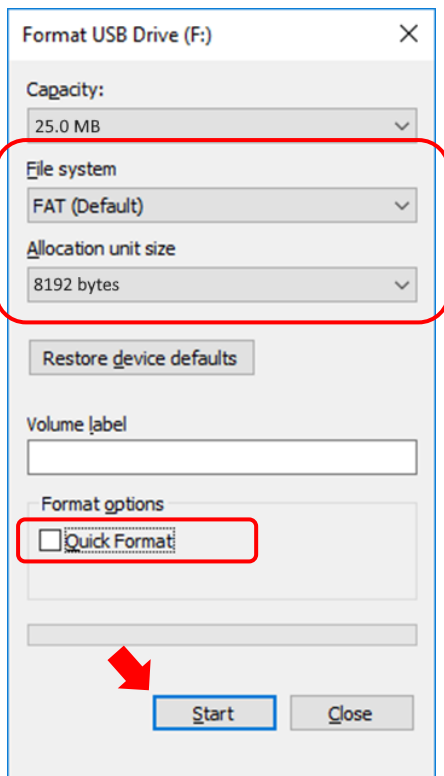 Format USB Drive (F:)
Capacity:
25.0 MB
File system
FAT (Default)
Allocation unit size
8192 bytes
Restore device defaults
Volume label
Format options
Quick Format
Start Close